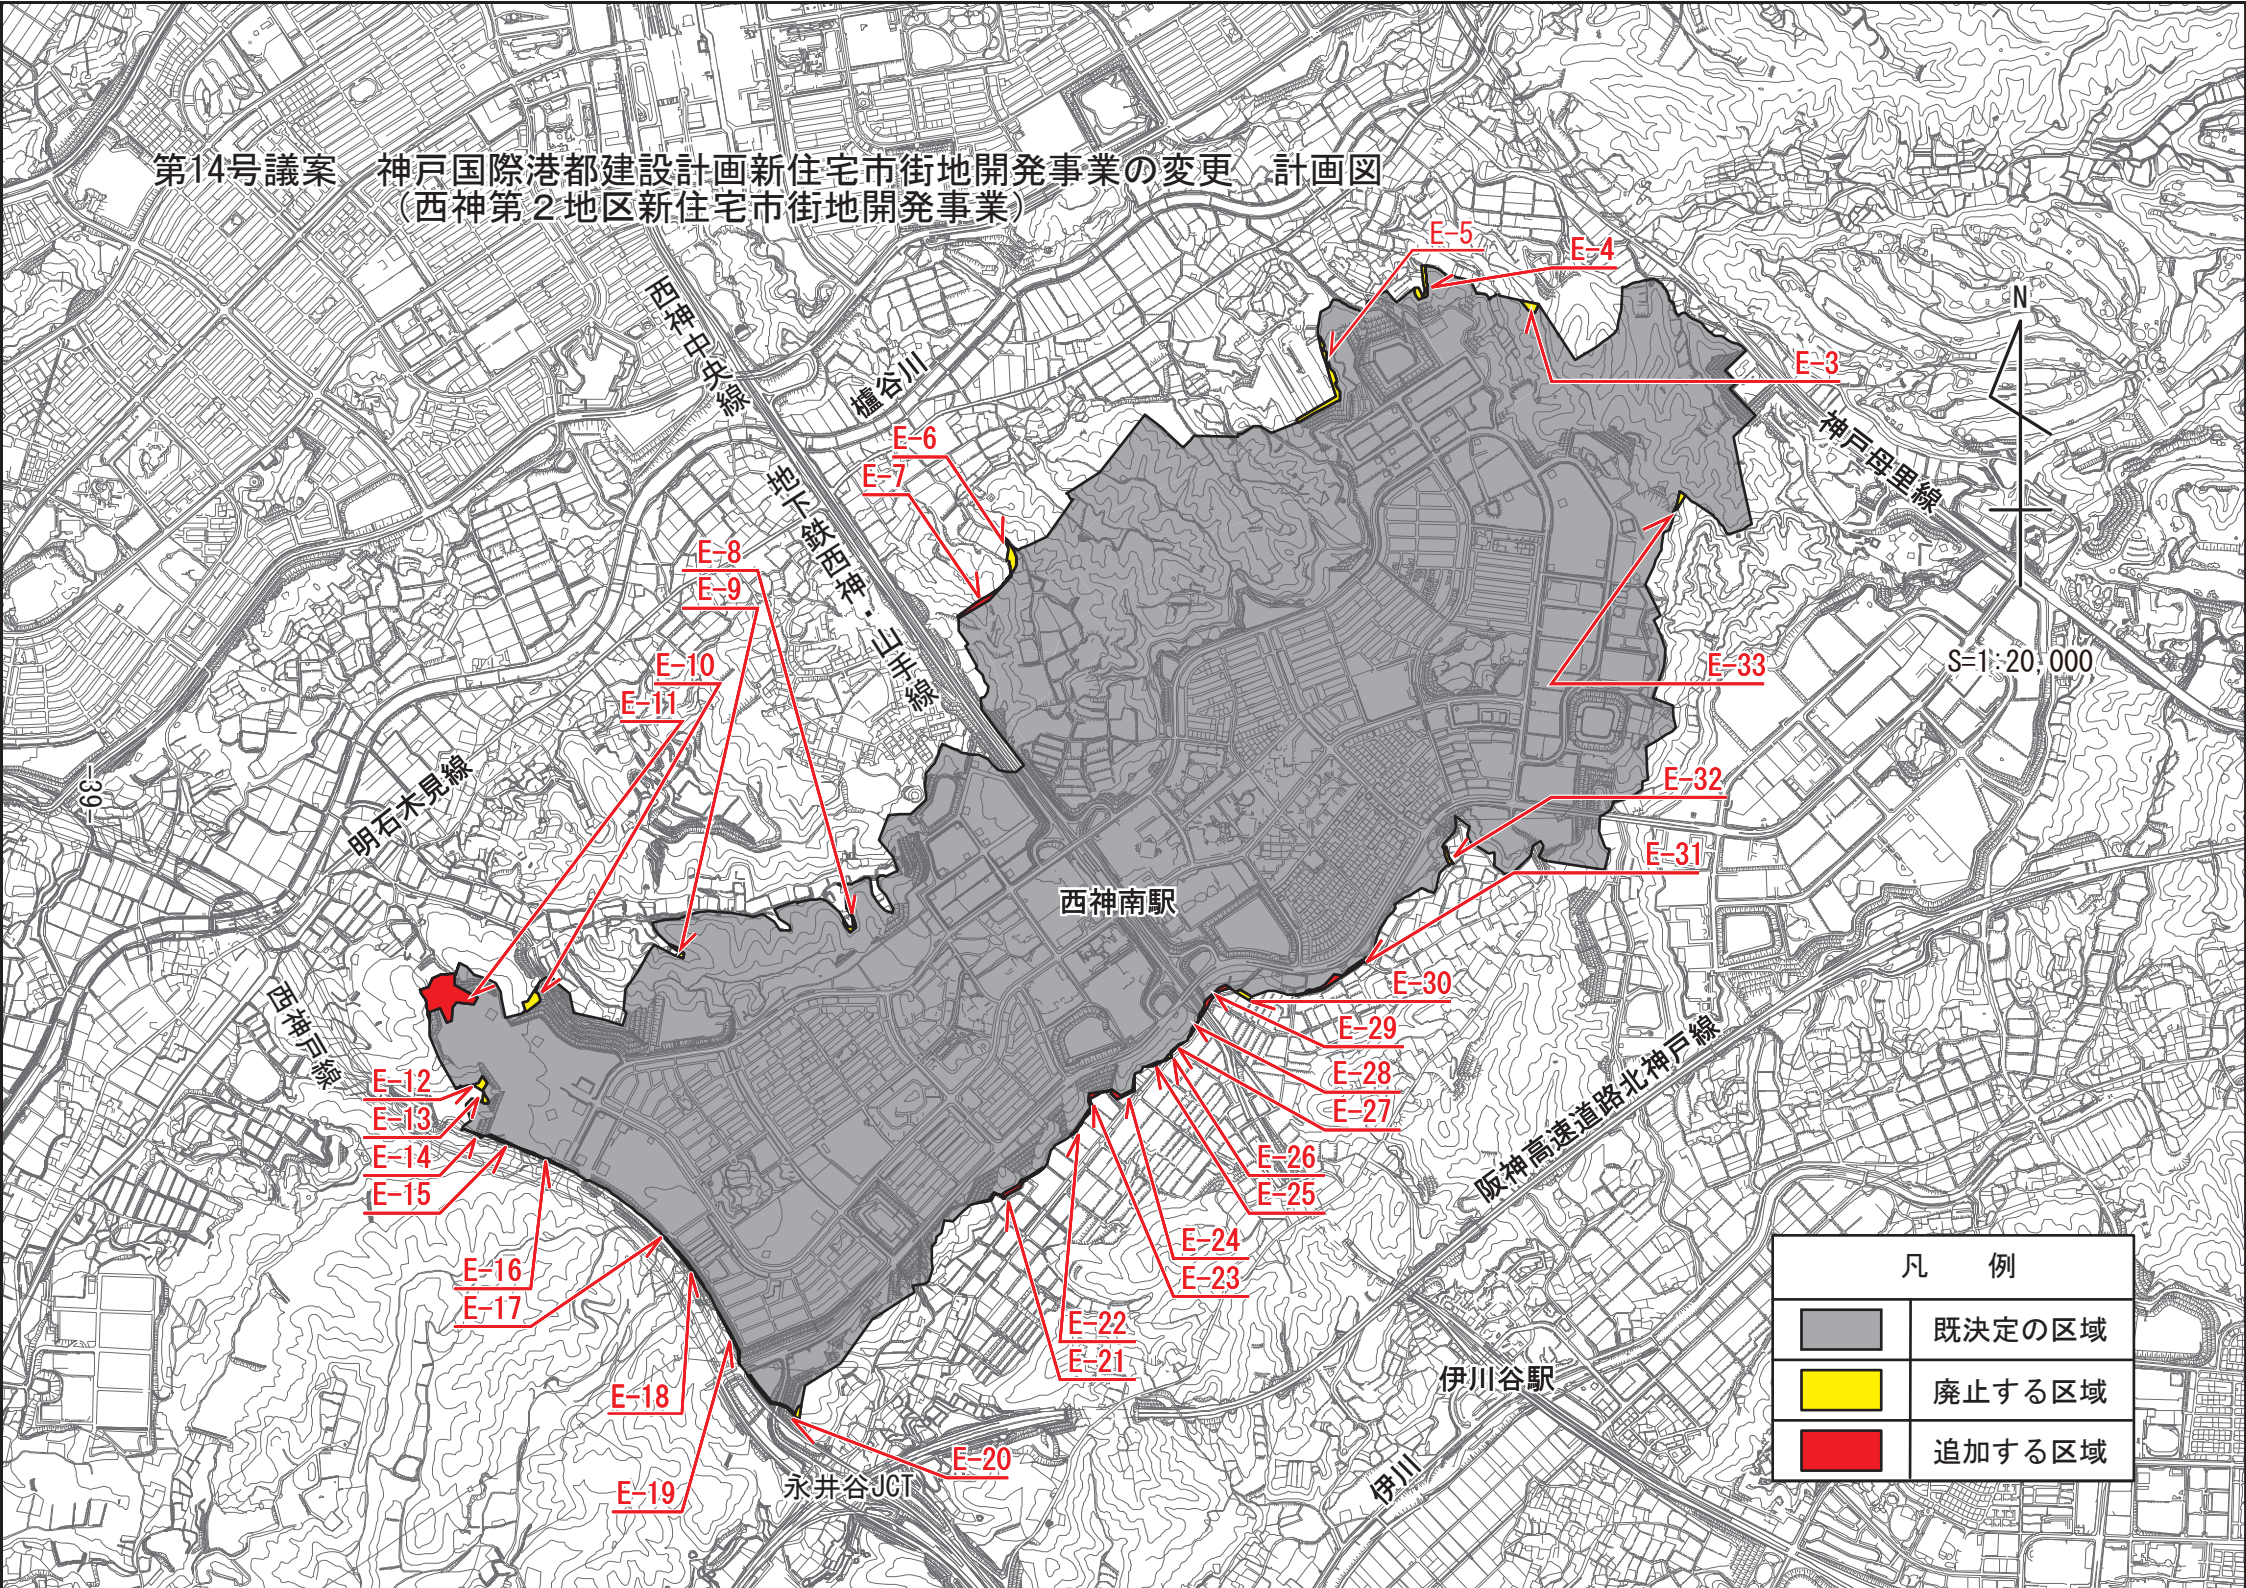 第14号議案　神戸国際港都建設計画新住宅市街地開発事業の変更　計画図
（西神第２地区新住宅市街地開発事業）
E-5
E-4
N
E-3
西神中央線
櫨谷川
神戸母里線
E-6
E-7
地下鉄西神・山手線
E-8
E-9
E-10
E-11
E-33
S=1:20,000
-39-
明石木見線
E-32
E-31
西神南駅
西神戸線
E-30
E-29
E-28
E-27
E-12
E-13
E-14
E-15
阪神高速道路北神戸線
E-26
E-25
E-24
E-23
E-16
E-17
E-22
E-21
E-18
E-19
E-20
永井谷JCT
伊川谷駅
伊川
凡　例
既決定の区域
廃止する区域
追加する区域